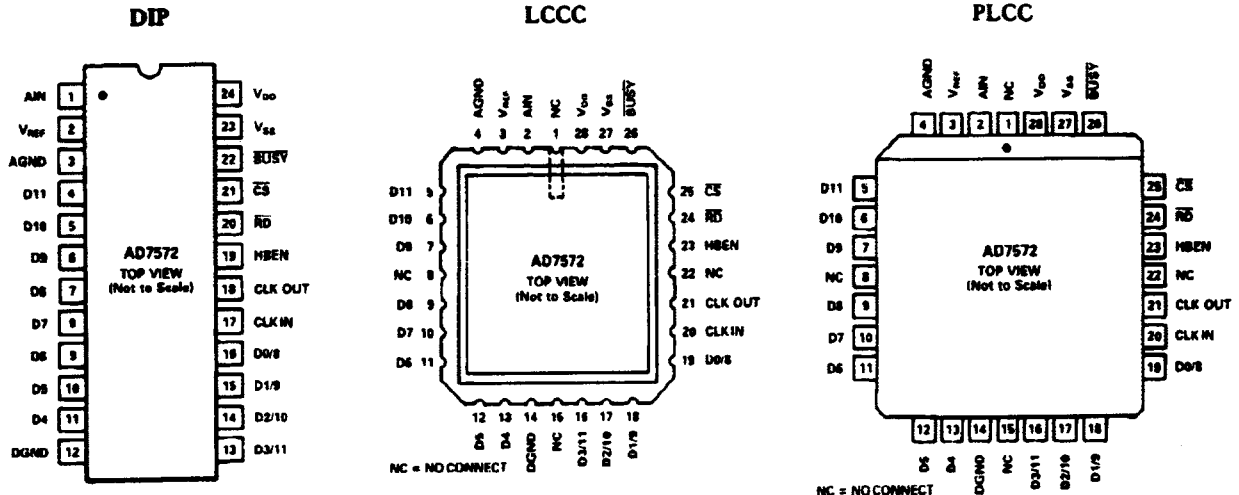 DIP
AIN 1
VREF 2
AGND 3
D11 4
D10 5
D9 6
D8 7
D7 8
D6 9
D5 10
D4 11
DGND 12
24 VDD
23 VSS
22 BUSY
21 CS
20 RD
19 HBEN
18 CLK OUT
17 CLK IN
16 D0/8
15 D1/9
14 D2/10
13 D3/11
AD7572
TOP VIEW
(Not to Scale)
LCCC
AGND VREF AIN NC VDD VSS BUSY
4 3 2 1 28 27 26
D11 5
D10 6
D9 7
NC 8
D8 9
D7 10
D6 11
25 CS
24 RD
23 HBEN
22 NC
21 CLK OUT
20 CLK IN
19 D0/8
AD7572
TOP VIEW
(Not to Scale)
12 13 14 15 16 17 18
D5 D4 DGND NC D3/11 D2/10 D1/9
NC = NO CONNECT
PLCC
AGND VREF AIN NC VDD VSS BUSY
4 3 2 1 28 27 26
D11 5
D10 6
D9 7
NC 8
D8 9
D7 10
D6 11
25 CS
24 RD
23 HBEN
22 NC
21 CLK OUT
20 CLK IN
19 D0/8
AD7572
TOP VIEW
(Not to Scale)
12 13 14 15 16 17 18
D5 D4 DGND NC D3/11 D2/10 D1/9
NC = NO CONNECT